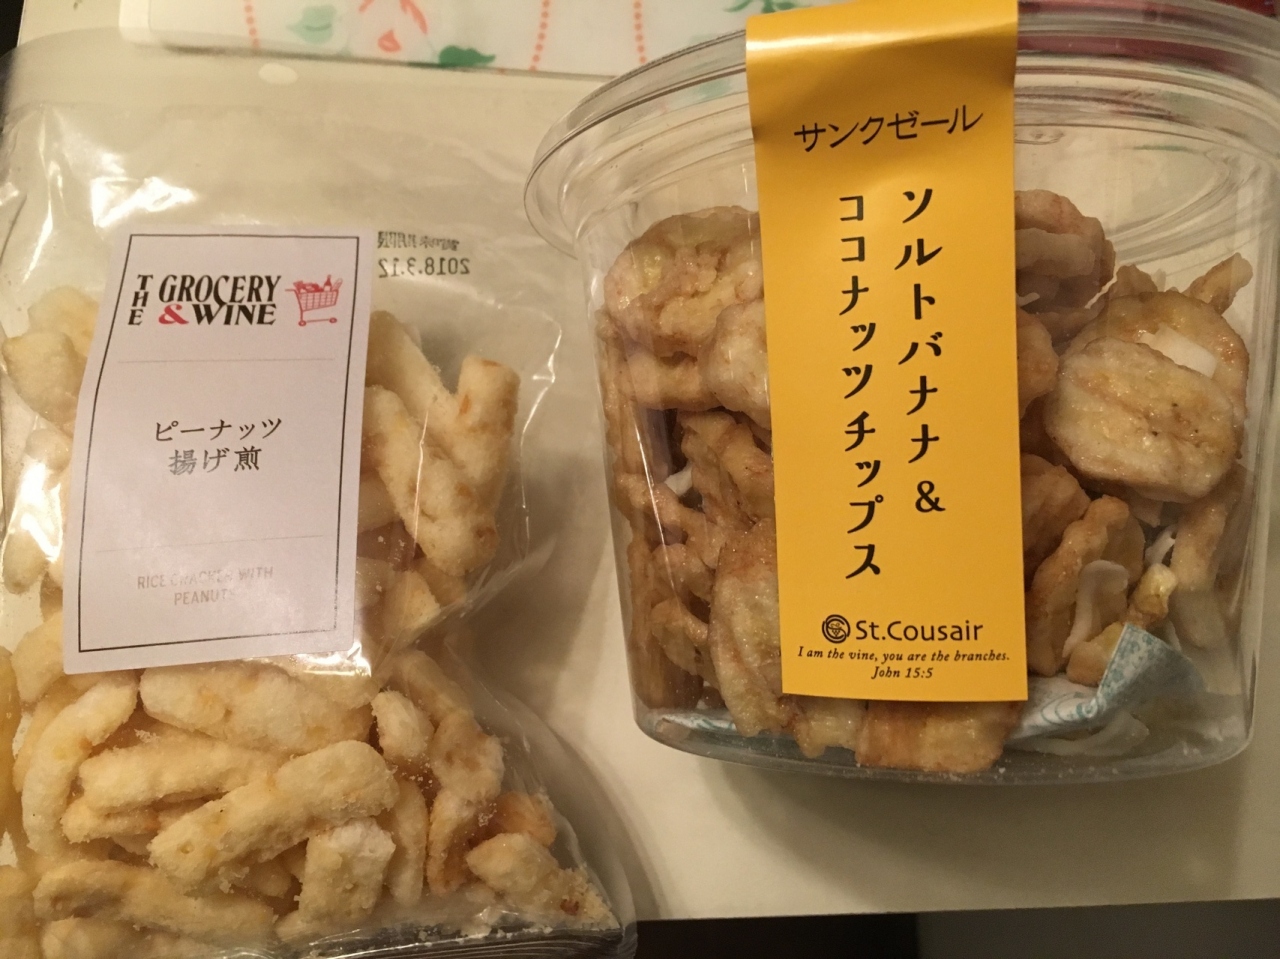 THE GROCERY
& WINE
ピーナッツ
揚げ煎
RICE CRACKER WITH
PEANUTS
2018.3.12
サンクゼール
ソルトバナナ&
ココナッツチップス
St.Cousair
I am the vine, you are the branches.
John 15:5